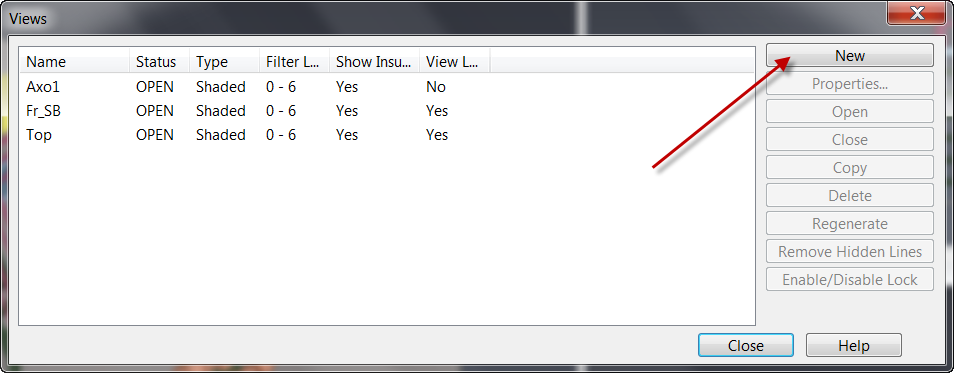 Views
Name Status Type Filter L... Show Insu... View L...
Axo1 OPEN Shaded 0 - 6 Yes No
Fr_SB OPEN Shaded 0 - 6 Yes Yes
Top OPEN Shaded 0 - 6 Yes Yes
New
Properties...
Open
Close
Copy
Delete
Regenerate
Remove Hidden Lines
Enable/Disable Lock
Close Help